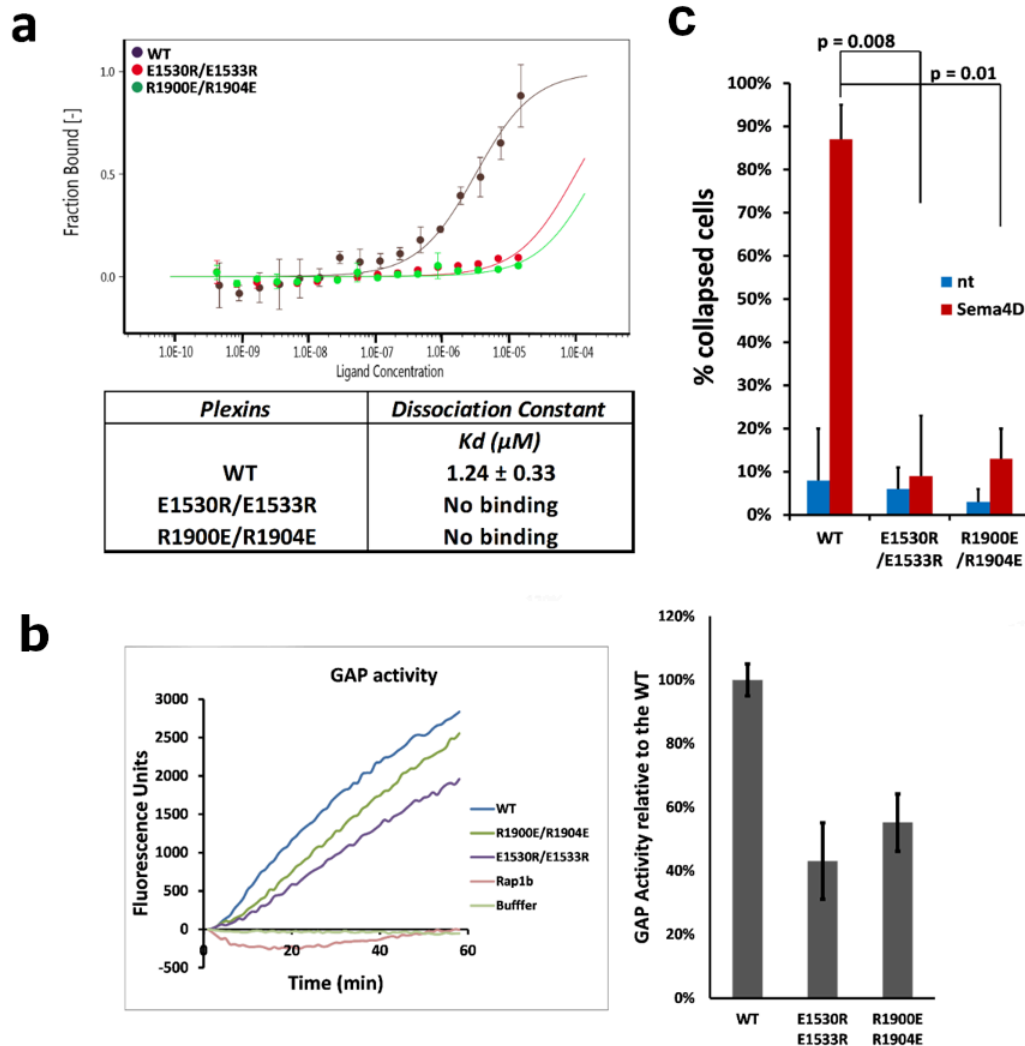 a
WT
E1530R/E1533R
R1900E/R1904E
Fraction Bound [-]
1.0
0.5
0.0
1.0E-10 1.0E-09 1.0E-08 1.0E-07 1.0E-06 1.0E-05 1.0E-04
Ligand Concentration
Plexins Dissociation Constant
Kd (μM)
WT 1.24 ± 0.33
E1530R/E1533R No binding
R1900E/R1904E No binding
c
p = 0.008
p = 0.01
% collapsed cells
100%
90%
80%
70%
60%
50%
40%
30%
20%
10%
0%
nt
Sema4D
WT E1530R R1900E
/E1533R /R1904E
b
GAP activity
Fluorescence Units
3000
2500
2000
1500
1000
500
0
-500
0 20 40 60
Time (min)
WT
R1900E/R1904E
E1530R/E1533R
Rap1b
Bufffer
GAP Activity relative to the WT
120%
100%
80%
60%
40%
20%
0%
WT E1530R R1900E
E1533R R1904E